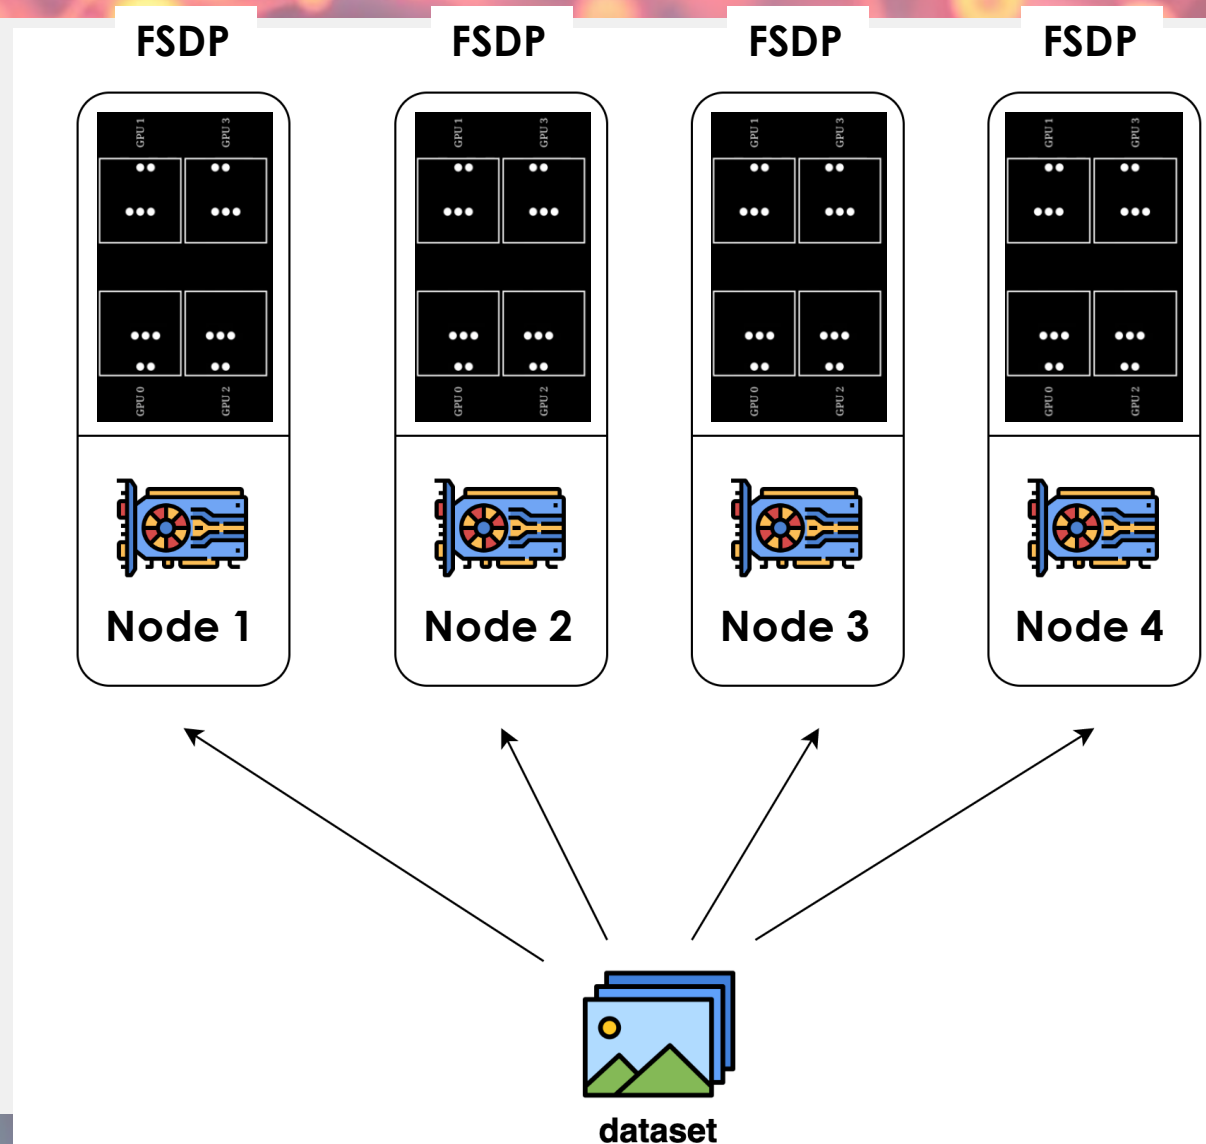 FSDP FSDP FSDP FSDP
GPU 1 GPU 3 GPU 1 GPU 3 GPU 1 GPU 3 GPU 1 GPU 3
GPU 0 GPU 2 GPU 0 GPU 2 GPU 0 GPU 2 GPU 0 GPU 2
Node 1 Node 2 Node 3 Node 4
dataset